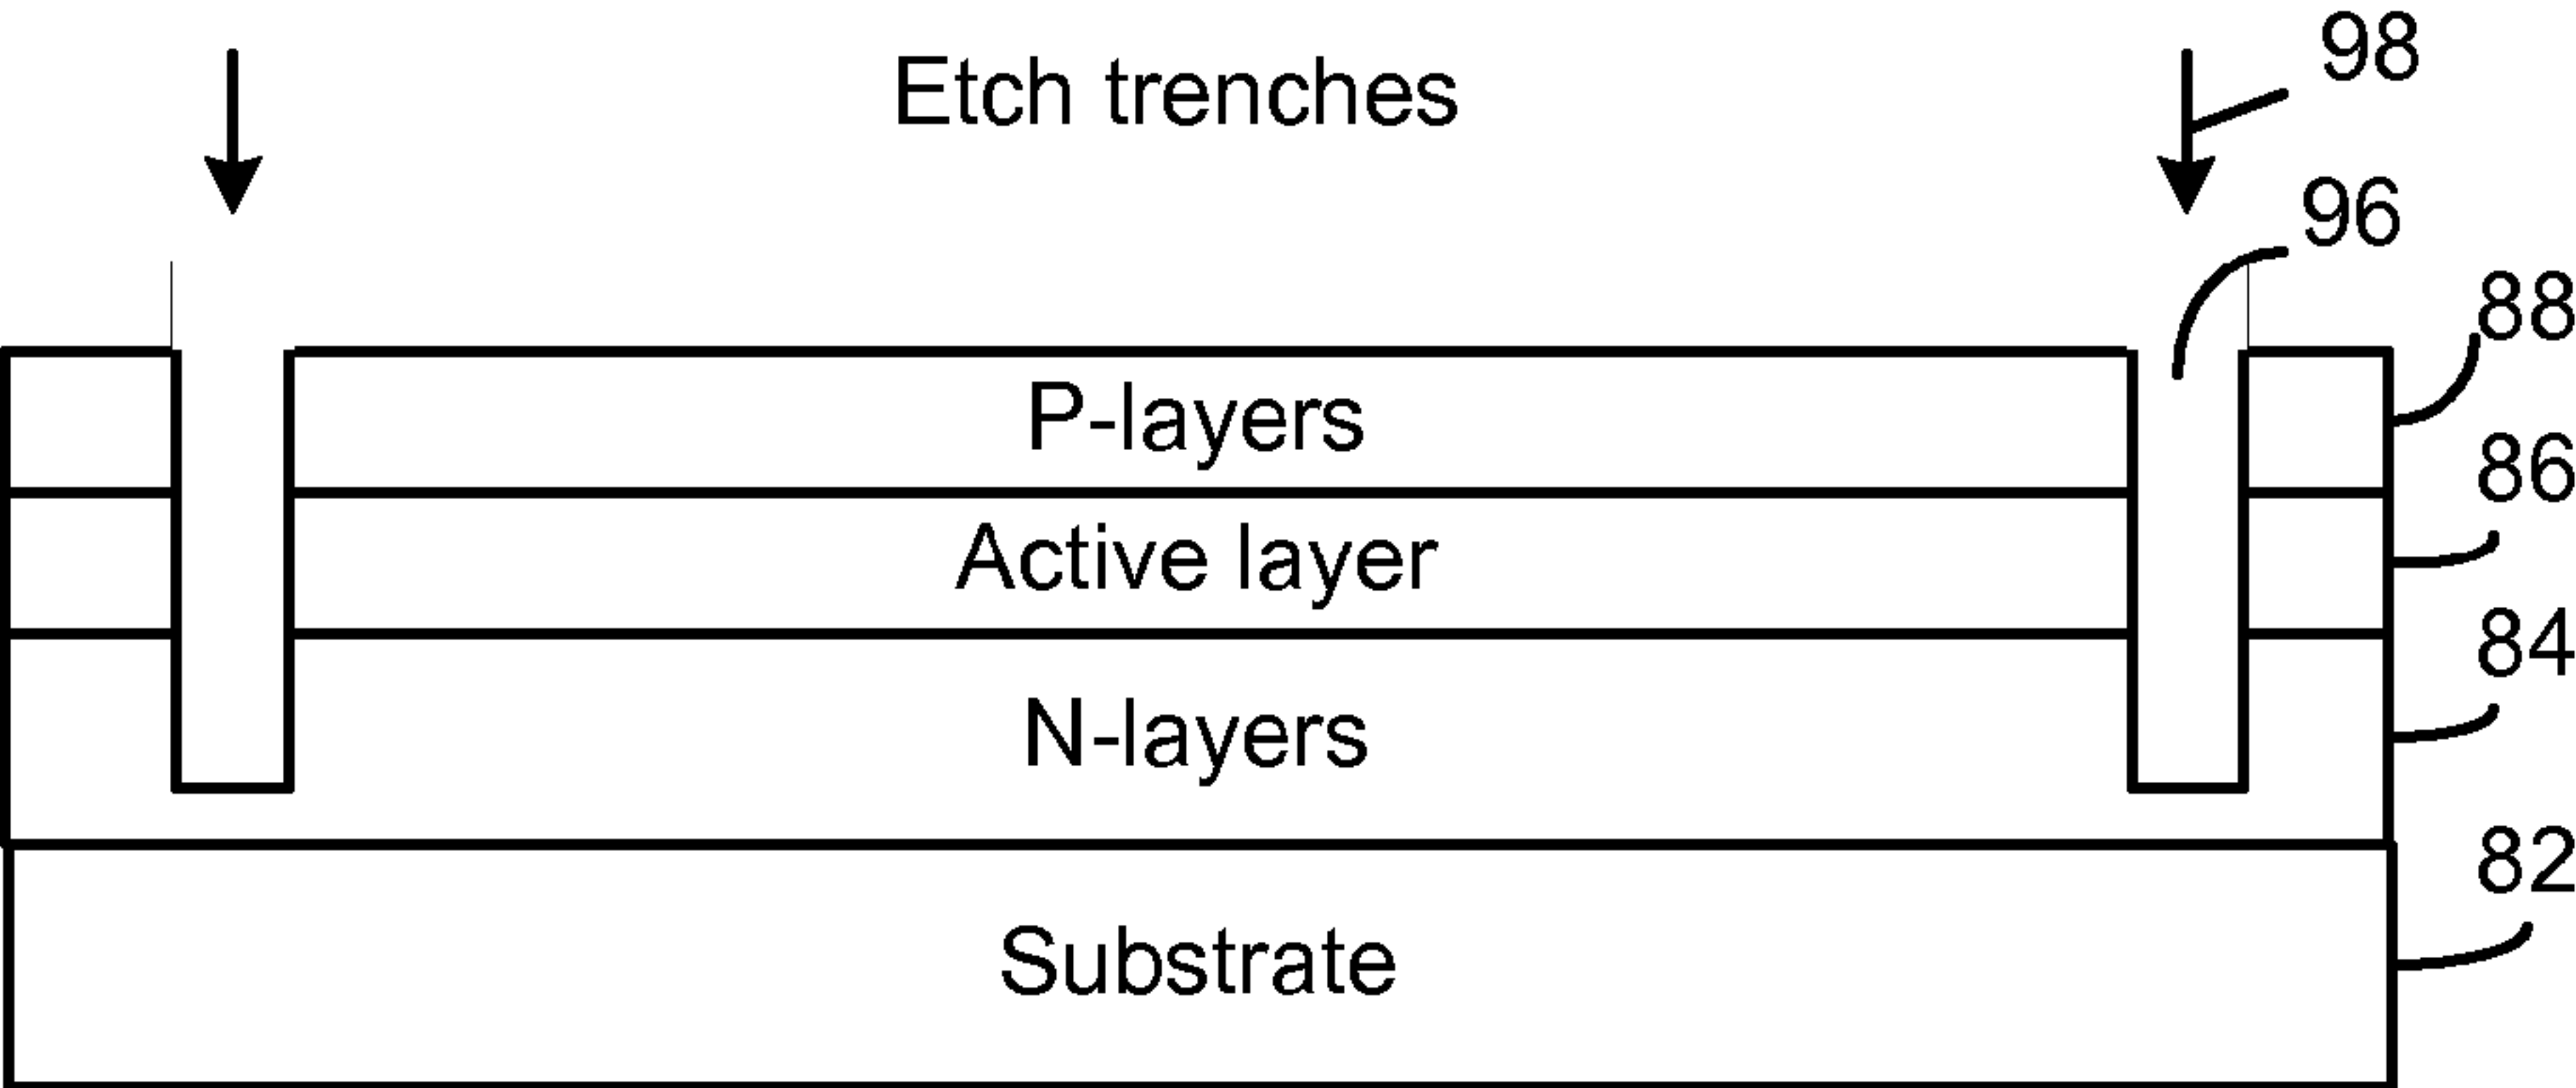 Etch trenches
98
96
88
P-layers
86
Active layer
84
N-layers
82
Substrate